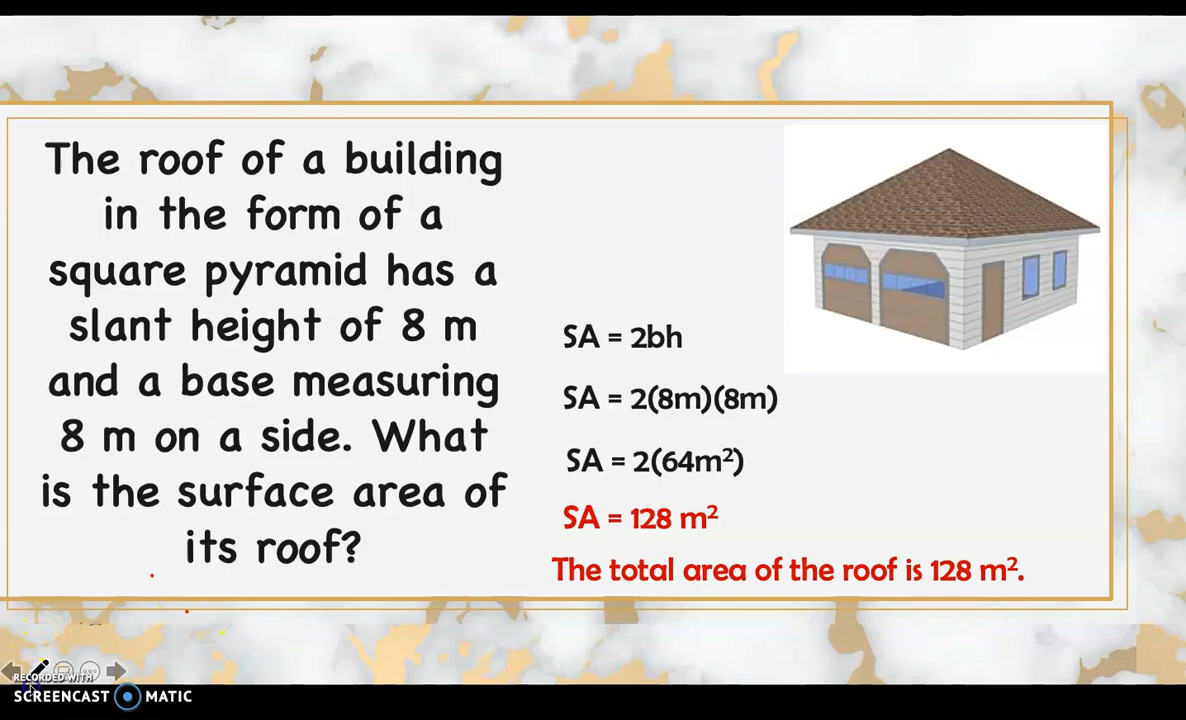 The roof of a building
in the form of a
square pyramid has a
slant height of 8 m
and a base measuring
8 m on a side. What
is the surface area of
its roof?
SA = 2bh
SA = 2(8m)(8m)
SA = 2(64m²)
SA = 128 m²
The total area of the roof is 128 m².
RECORDED WITH
SCREENCAST MATIC